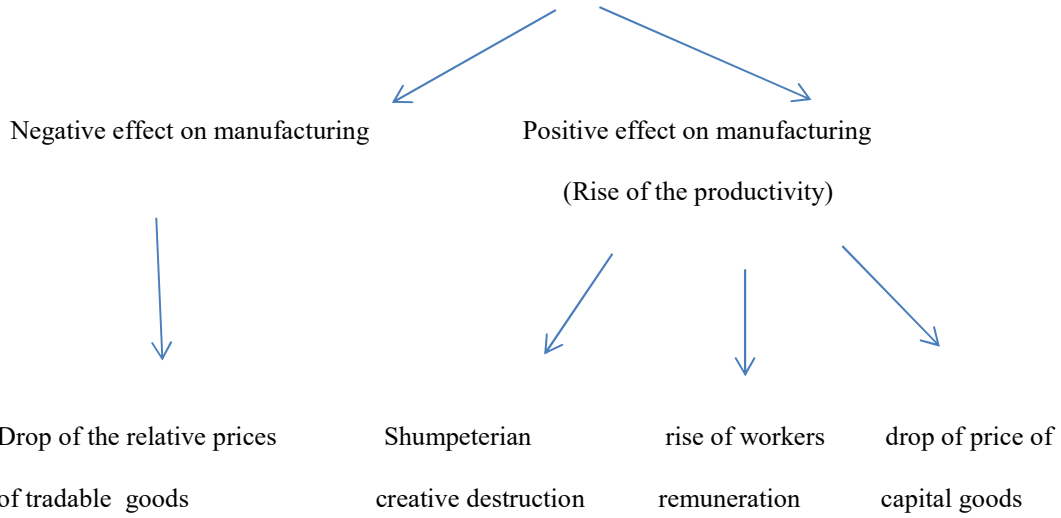 Negative effect on manufacturing
Positive effect on manufacturing
(Rise of the productivity)
Drop of the relative prices
of tradable goods
Shumpeterian
creative destruction
rise of workers
remuneration
drop of price of
capital goods